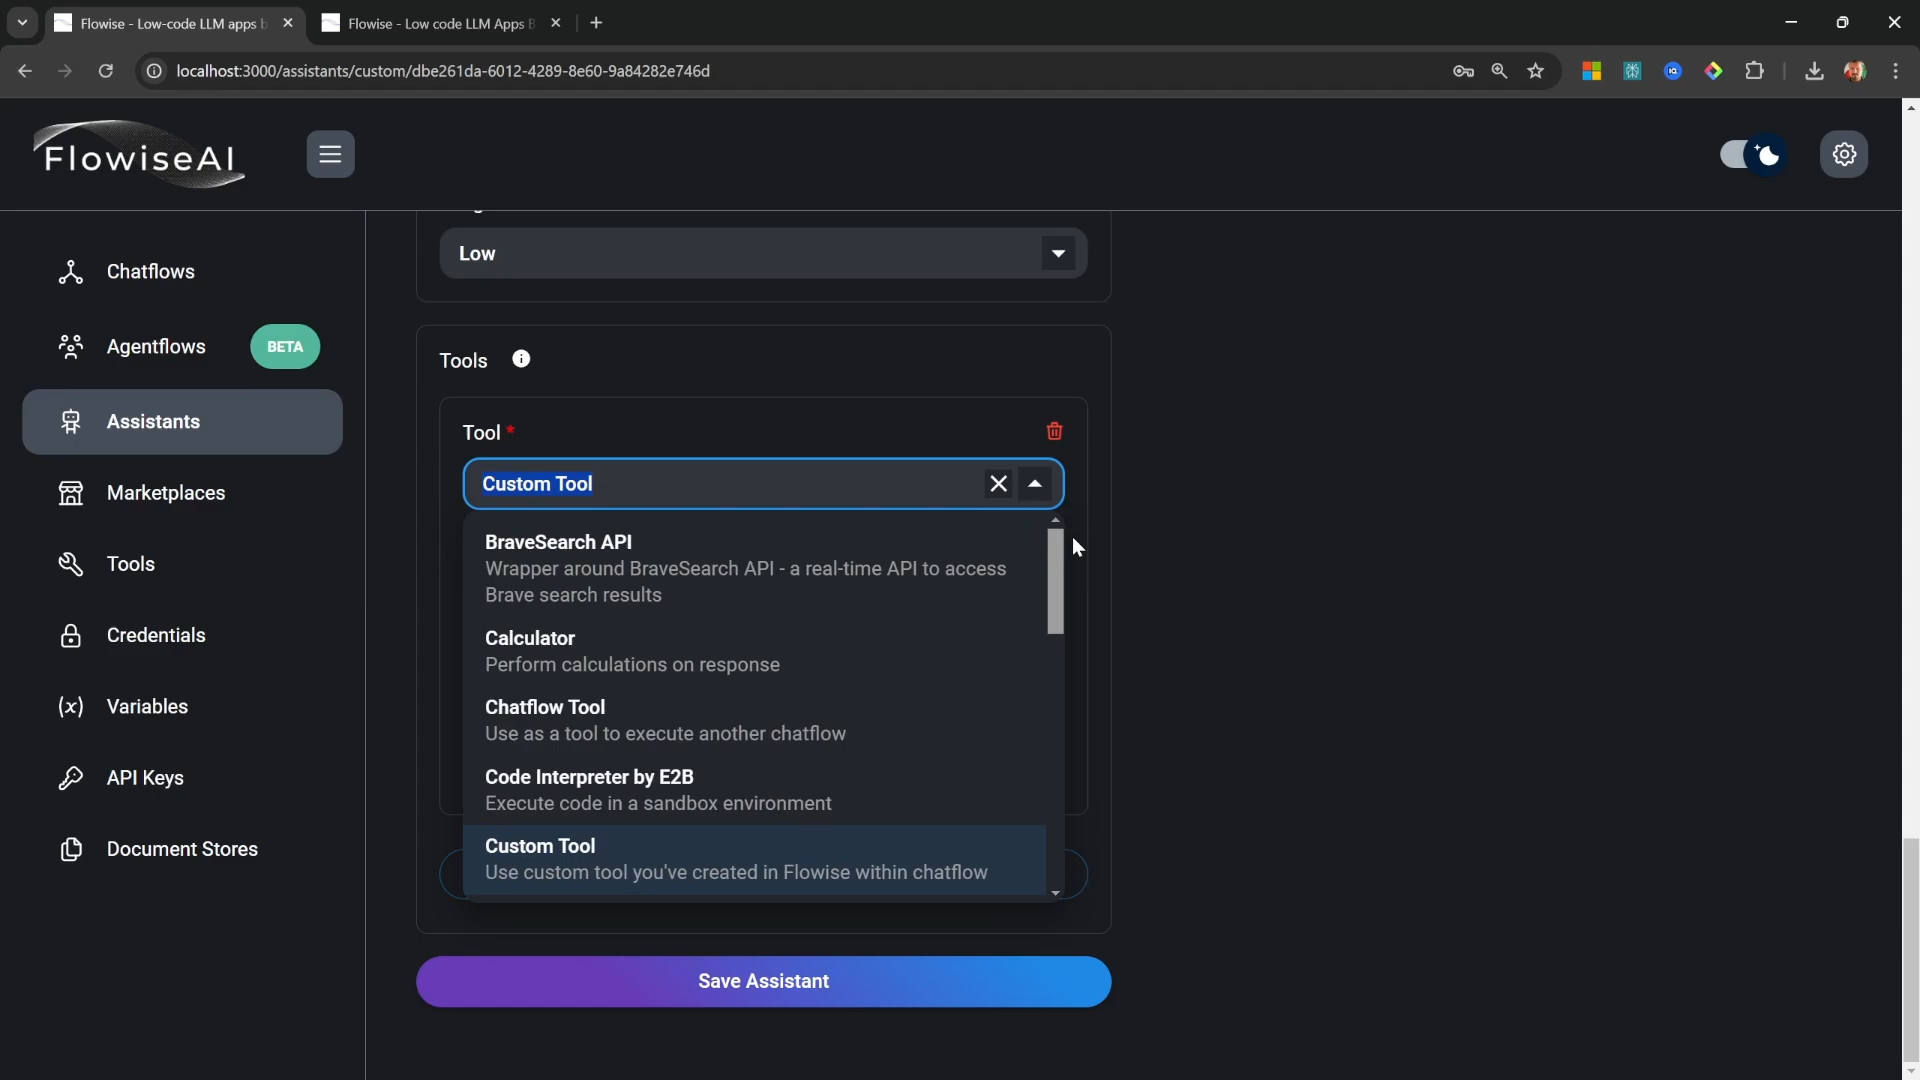 Flowise - Low-code LLM apps b
Flowise - Low code LLM Apps B
localhost:3000/assistants/custom/dbe261da-6012-4289-8e60-9a84282e746d
FlowiseAI
Chatflows
Agentflows
BETA
Assistants
Marketplaces
Tools
Credentials
(x) Variables
API Keys
Document Stores
Low
Tools
Tool *
Custom Tool
BraveSearch API
Wrapper around BraveSearch API - a real-time API to access
Brave search results
Calculator
Perform calculations on response
Chatflow Tool
Use as a tool to execute another chatflow
Code Interpreter by E2B
Execute code in a sandbox environment
Custom Tool
Use custom tool you've created in Flowise within chatflow
Save Assistant